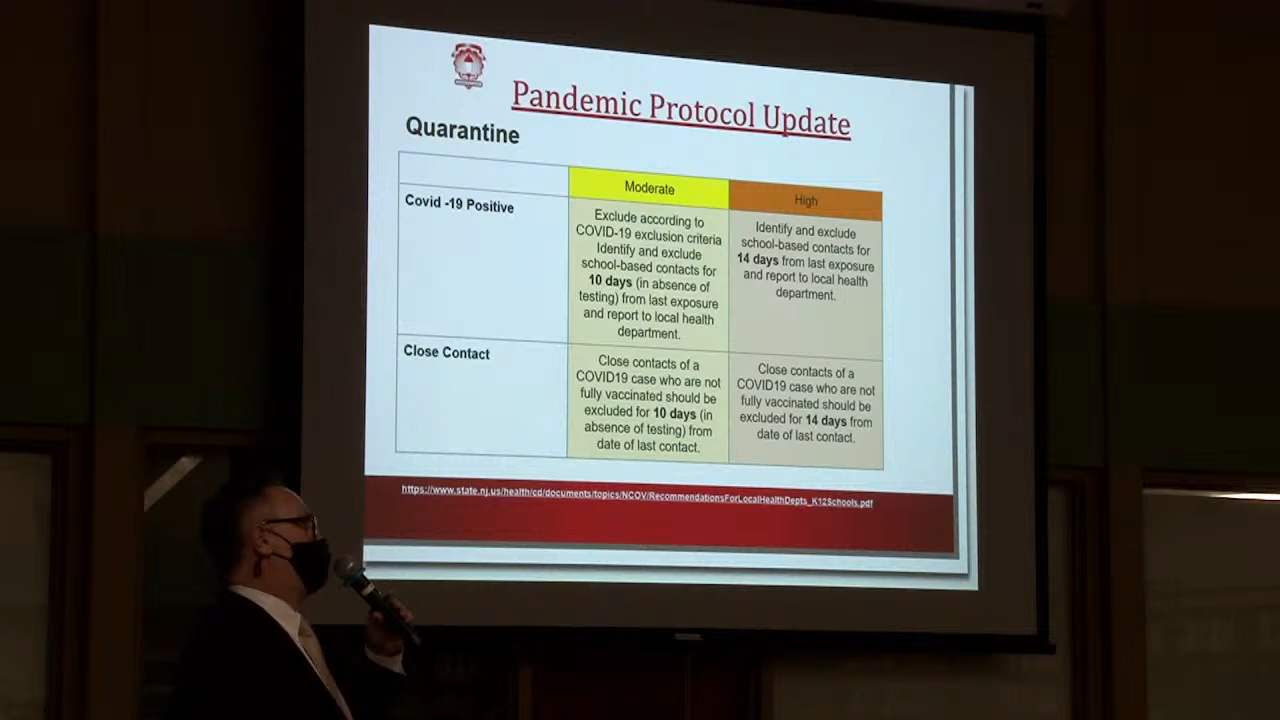 Pandemic Protocol Update
Quarantine
Moderate
High
Covid -19 Positive
Exclude according to
COVID-19 exclusion criteria
Identify and exclude
school-based contacts for
10 days (in absence of
testing) from last exposure
and report to local health
department.
Identify and exclude
school-based contacts for
14 days from last exposure
and report to local health
department.
Close Contact
Close contacts of a
COVID19 case who are not
fully vaccinated should be
excluded for 10 days (in
absence of testing) from
date of last contact.
Close contacts of a
COVID19 case who are not
fully vaccinated should be
excluded for 14 days from
date of last contact.
https://www.state.nj.us/health/cd/documents/topics/NCOV/RecommendationsForLocalHealthDepts_K12Schools.pdf